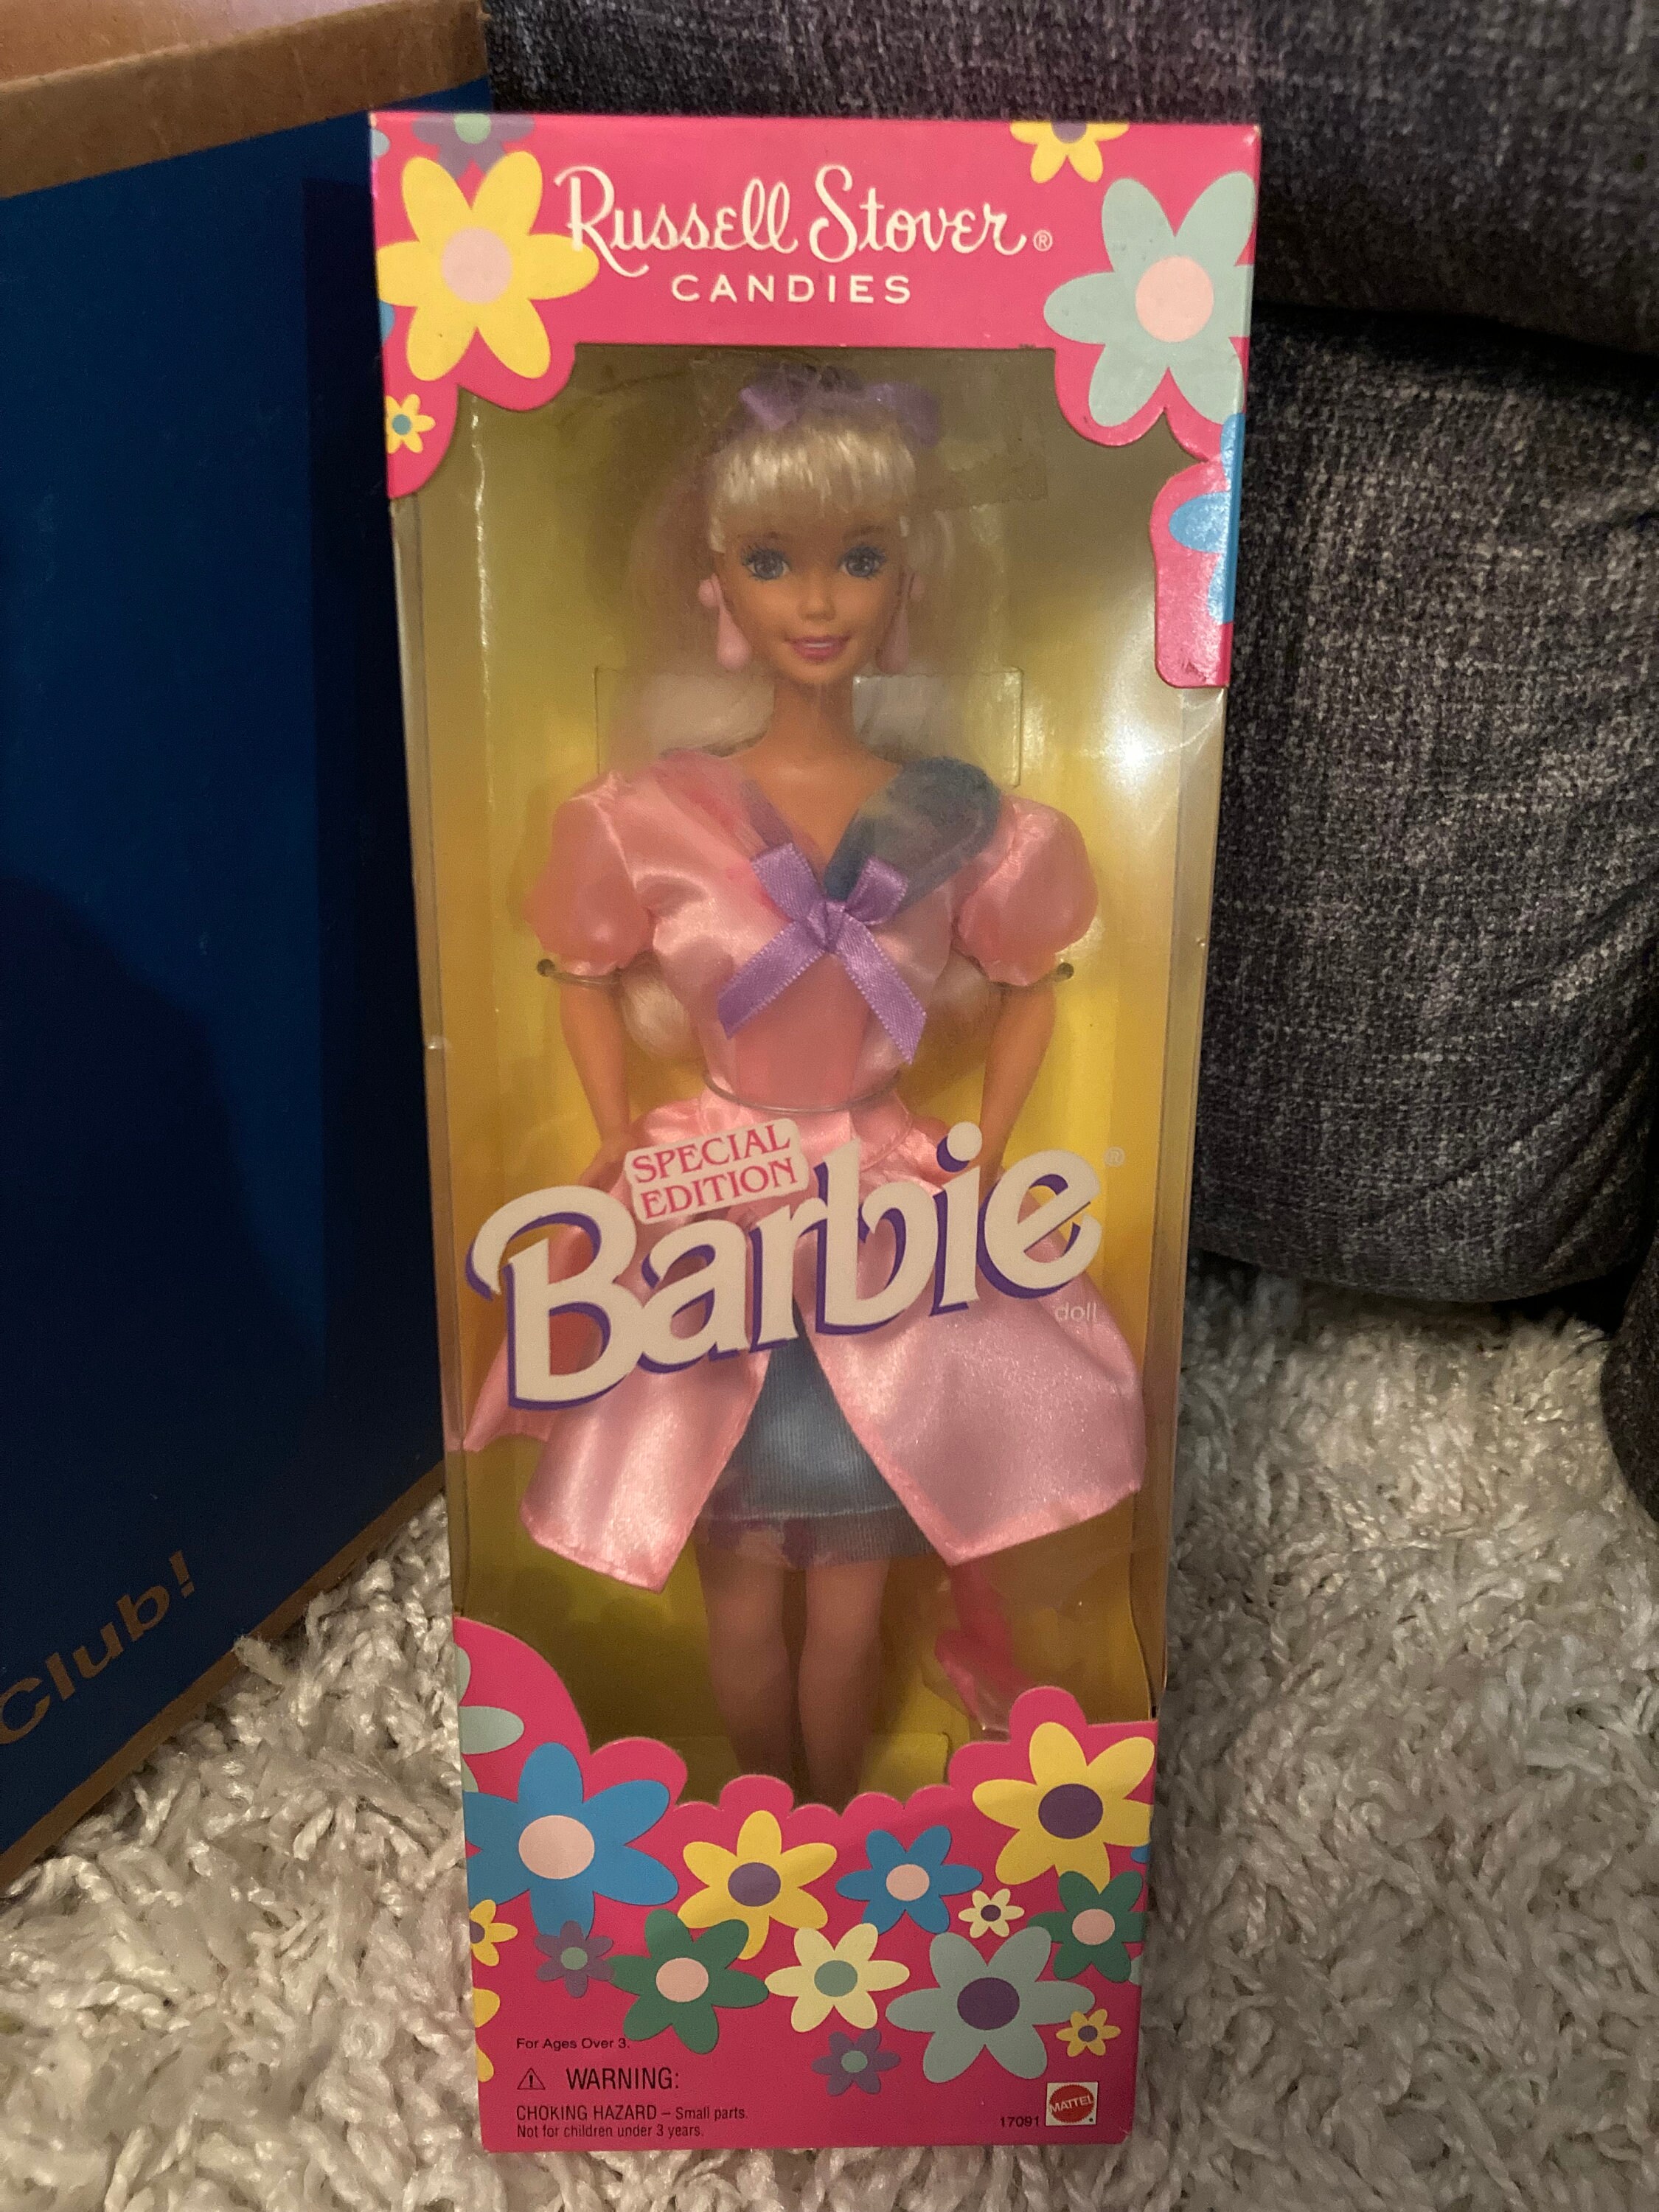 Russell Stover®
CANDIES
SPECIAL
EDITION
Barbie®
doll
Club!
For Ages Over 3.
⚠ WARNING:
CHOKING HAZARD – Small parts.
Not for children under 3 years.
17091
MATTEL